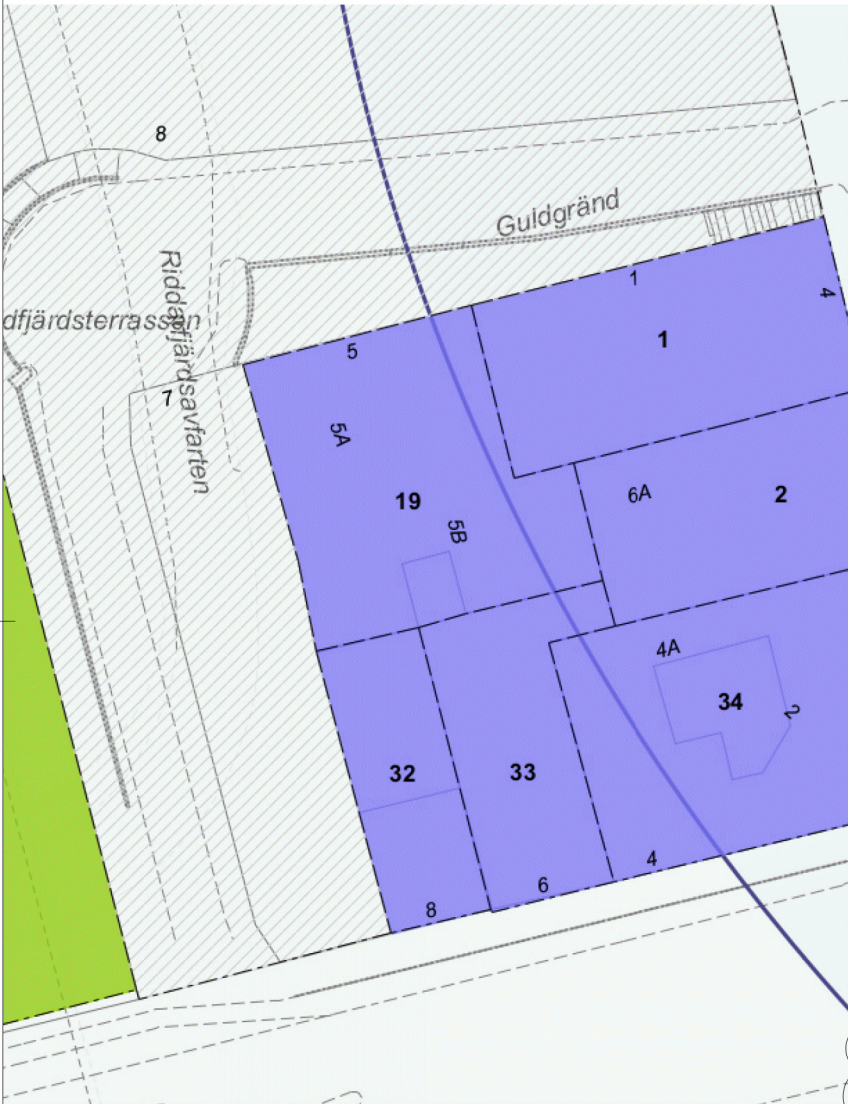 8
Guldgränd
1
4
Riddarfjärdsavfarten
dfjärdsterrassen
5
1
7
5A
19
6A
2
5B
4A
34
2
32
33
4
6
8